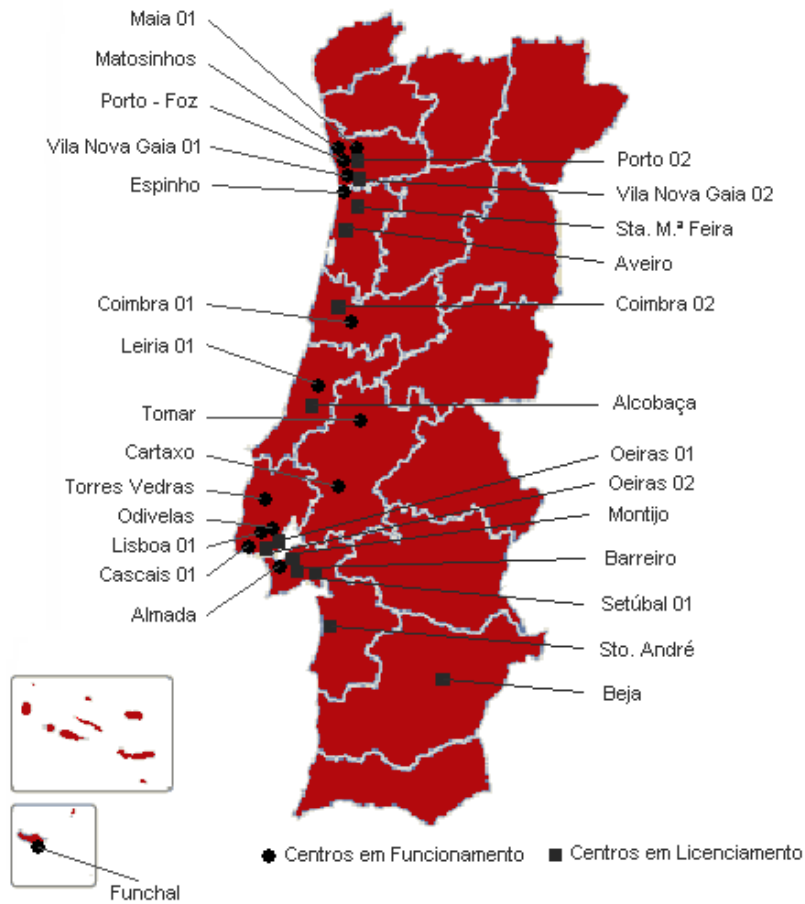 Maia 01
Matosinhos
Porto - Foz
Vila Nova Gaia 01
Espinho
Porto 02
Vila Nova Gaia 02
Sta. M.ª Feira
Aveiro
Coimbra 01
Coimbra 02
Leiria 01
Alcobaça
Tomar
Cartaxo
Oeiras 01
Torres Vedras
Oeiras 02
Odivelas
Montijo
Lisboa 01
Barreiro
Cascais 01
Setúbal 01
Almada
Sto. André
Beja
Centros em Funcionamento
Centros em Licenciamento
Funchal